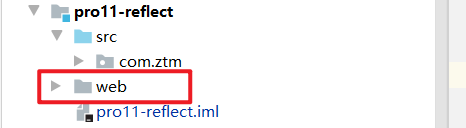 pro11-reflect
src
com.ztm
web
pro11-reflect.iml